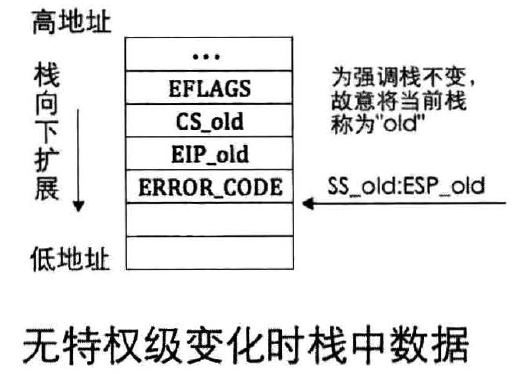 高地址
栈向下扩展
…
EFLAGS
CS_old
EIP_old
ERROR_CODE
低地址
为强调栈不变，
故意将当前栈
称为"old"
SS_old:ESP_old
无特权级变化时栈中数据